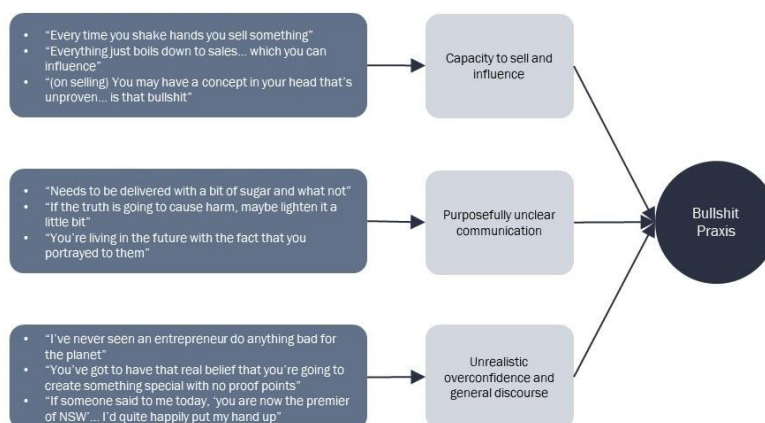 • “Every time you shake hands you sell something”
• “Everything just boils down to sales... which you can
influence”
• “(on selling) You may have a concept in your head that’s
unproven... is that bullshit”
Capacity to sell and
influence
• “Needs to be delivered with a bit of sugar and what not”
• “If the truth is going to cause harm, maybe lighten it a
little bit”
• “You’re living in the future with the fact that you
portrayed to them”
Purposefully unclear
communication
Bullshit
Praxis
• “I’ve never seen an entrepreneur do anything bad for
the planet”
• “You’ve got to have that real belief that you’re going to
create something special with no proof points”
• “If someone said to me today, ‘you are now the premier
of NSW’... I’d quite happily put my hand up”
Unrealistic
overconfidence and
general discourse